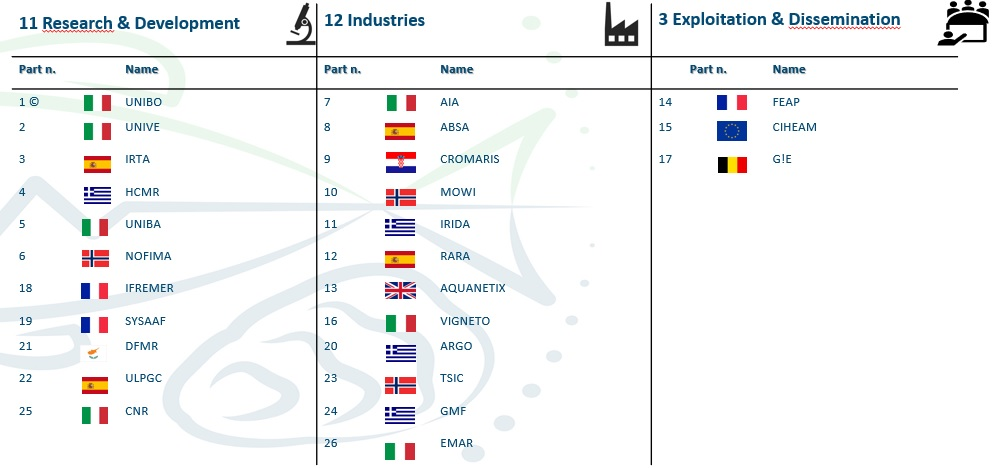 11 Research & Development
12 Industries
3 Exploitation & Dissemination
Part n. Name
Part n. Name
Part n. Name
1 © UNIBO
2 UNIVE
3 IRTA
4 HCMR
5 UNIBA
6 NOFIMA
18 IFREMER
19 SYSAAF
21 DFMR
22 ULPGC
25 CNR
7 AIA
8 ABSA
9 CROMARIS
10 MOWI
11 IRIDA
12 RARA
13 AQUANETIX
16 VIGNETO
20 ARGO
23 TSIC
24 GMF
26 EMAR
14 FEAP
15 CIHEAM
17 G!E